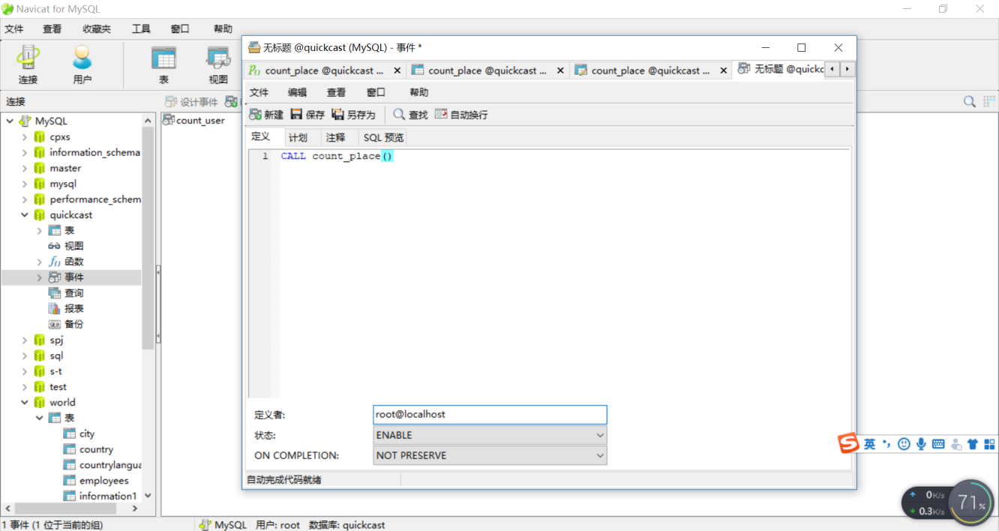 Navicat for MySQL
文件 查看 收藏夹 工具 窗口 帮助
连接 用户 表 视图
连接
设计事件
MySQL
cpxs
information_schema
master
mysql
performance_schem
quickcast
表
视图
函数
事件
查询
报表
备份
spj
sql
s-t
test
world
表
city
country
countrylangua
employees
information1
count_user
无标题 @quickcast (MySQL) - 事件 *
count_place @quickcast ... count_place @quickcast ... count_place @quickcast ... 无标题 @quickc
文件 编辑 查看 窗口 帮助
新建 保存 另存为 查找 自动换行
定义 计划 注释 SQL 预览
1 CALL count_place()
定义者: root@localhost
状态: ENABLE
ON COMPLETION: NOT PRESERVE
自动完成代码就绪
英
0K/s
0.3K/s
71%
1 事件 (1 位于当前的组) MySQL 用户: root 数据库: quickcast